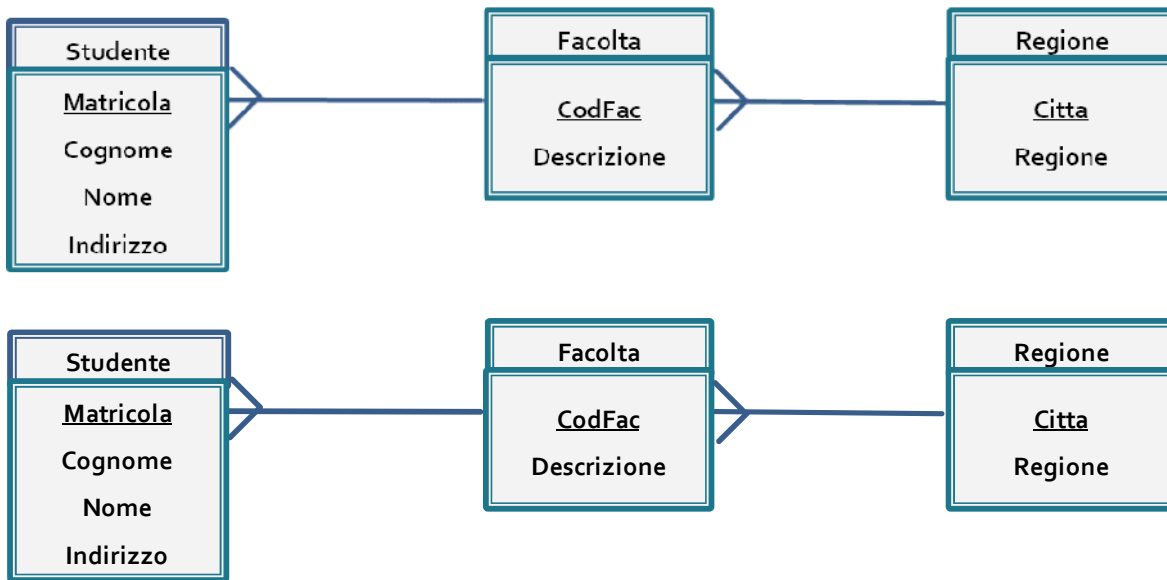 Studente
Matricola
Cognome
Nome
Indirizzo
Facolta
CodFac
Descrizione
Regione
Citta
Regione
Studente
Matricola
Cognome
Nome
Indirizzo
Facolta
CodFac
Descrizione
Regione
Citta
Regione